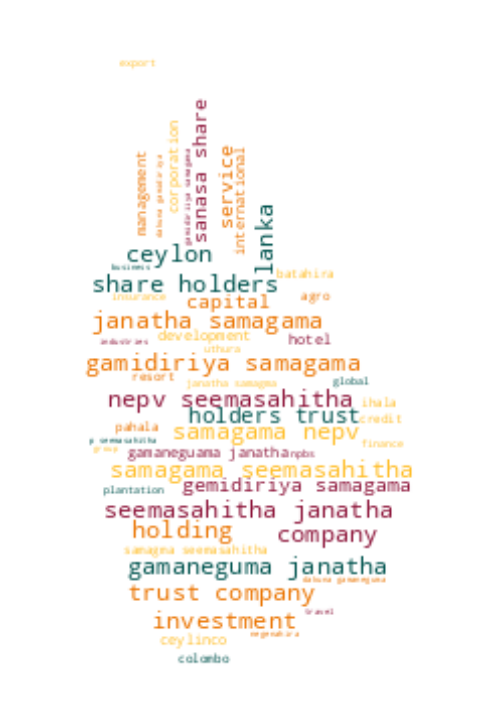 export
sanasa share
corporation
management
dakuna gamidiriya
gamidiriya samagama
service
international
lanka
ceylon
business
batahira
share holders
insurance
capital
agro
janatha samagama
development
industries
hotel
uthura
gamidiriya samagama
resort
janatha samagma
global
nepv seemasahitha
ihala
holders trust
credit
pahala
samagama nepv
p seemasahitha
finance
group
gamaneguama janatha
npbs
samagama seemasahitha
plantation
gemidiriya samagama
seemasahitha janatha
holding
company
samagma seemasahitha
gamaneguma janatha
dakuna gamaneguma
trust company
travel
investment
negenahira
ceylinco
colombo